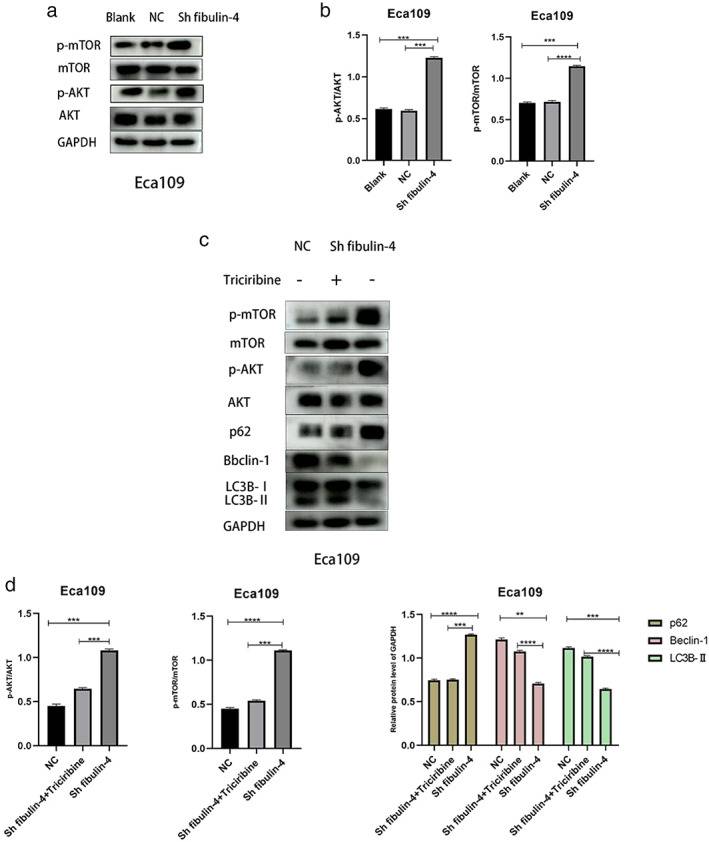 a
Blank NC Sh fibulin-4
p-mTOR
mTOR
p-AKT
AKT
GAPDH
Eca109
b
Eca109
***
***
p-AKT/AKT
1.5
1.0
0.5
0.0
Blank
NC
Sh fibulin-4
Eca109
***
****
p-mTOR/mTOR
1.5
1.0
0.5
0.0
Blank
NC
Sh fibulin-4
c
NC Sh fibulin-4
Triciribine - + -
p-mTOR
mTOR
p-AKT
AKT
p62
Bbclin-1
LC3B-Ⅰ
LC3B-Ⅱ
GAPDH
Eca109
d
Eca109
***
***
p-AKT/AKT
1.5
1.0
0.5
0.0
NC
Sh fibulin-4+Triciribine
Sh fibulin-4
Eca109
****
***
p-mTOR/mTOR
1.5
1.0
0.5
0.0
NC
Sh fibulin-4+Triciribine
Sh fibulin-4
Eca109
****
***
**
****
***
****
Relative protein level of GAPDH
1.5
1.0
0.5
0.0
NC
Sh fibulin-4+Triciribine
Sh fibulin-4
NC
Sh fibulin-4+Triciribine
Sh fibulin-4
NC
Sh fibulin-4+Triciribine
Sh fibulin-4
p62
Beclin-1
LC3B-Ⅱ